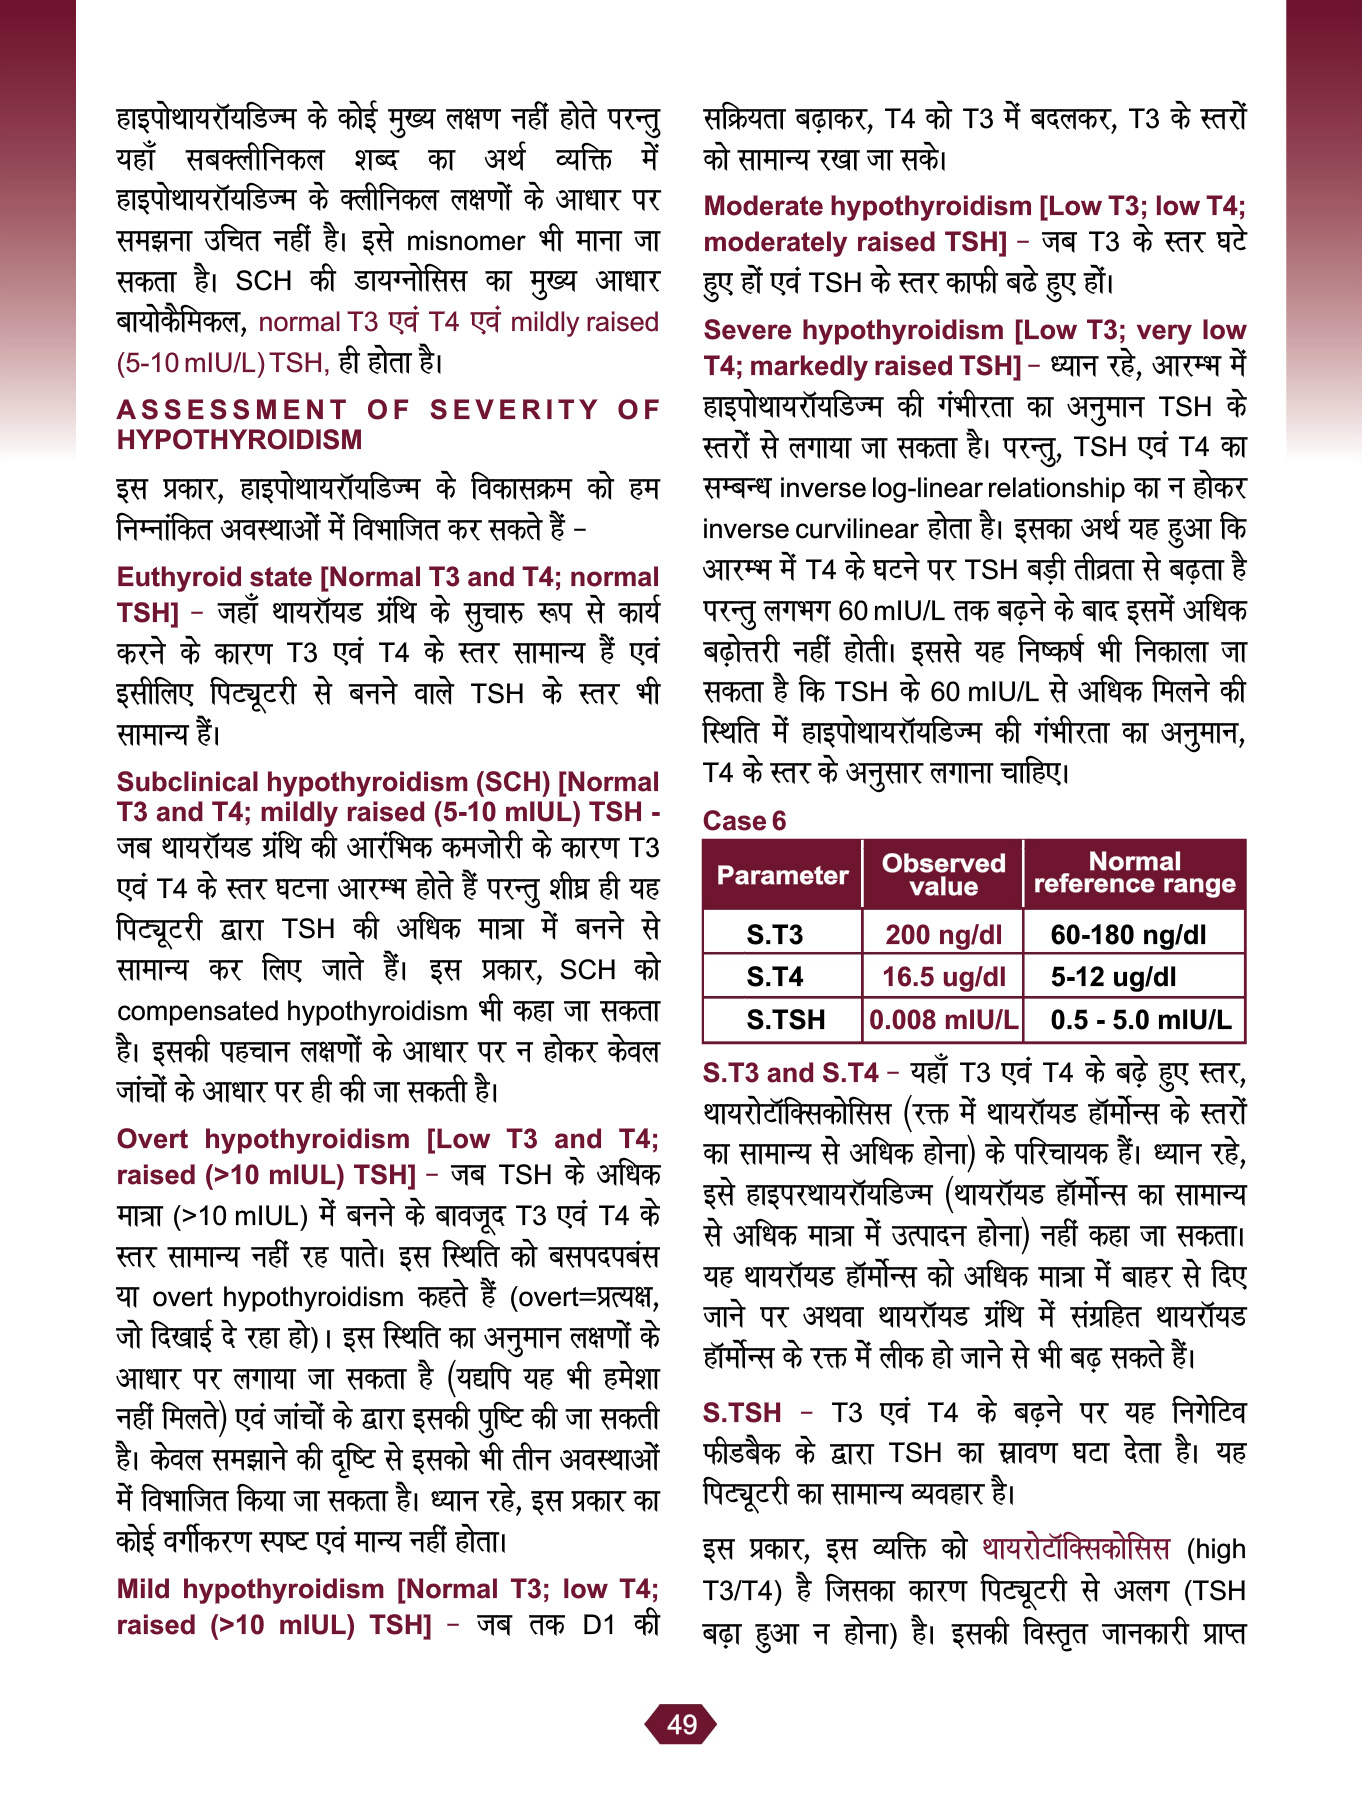 हाइपोथायरॉयडिज्म के कोई मुख्य लक्षण नहीं होते परन्तु
यहाँ सबक्लीनिकल शब्द का अर्थ व्यक्ति में
हाइपोथायरॉयडिज्म के क्लीनिकल लक्षणों के आधार पर
समझना उचित नहीं है। इसे misnomer भी माना जा
सकता है। SCH की डायग्नोसिस का मुख्य आधार
बायोकैमिकल, normal T3 एवं T4 एवं mildly raised
(5-10 mIU/L) TSH, ही होता है।
ASSESSMENT OF SEVERITY OF
HYPOTHYROIDISM
इस प्रकार, हाइपोथायरॉयडिज्म के विकासक्रम को हम
निम्नांकित अवस्थाओं में विभाजित कर सकते हैं –
Euthyroid state [Normal T3 and T4; normal
TSH] – जहाँ थायरॉयड ग्रंथि के सुचारु रूप से कार्य
करने के कारण T3 एवं T4 के स्तर सामान्य हैं एवं
इसीलिए पिट्यूटरी से बनने वाले TSH के स्तर भी
सामान्य हैं।
Subclinical hypothyroidism (SCH) [Normal
T3 and T4; mildly raised (5-10 mIUL) TSH -
जब थायरॉयड ग्रंथि की आरंभिक कमजोरी के कारण T3
एवं T4 के स्तर घटना आरम्भ होते हैं परन्तु शीघ्र ही यह
पिट्यूटरी द्वारा TSH की अधिक मात्रा में बनने से
सामान्य कर लिए जाते हैं। इस प्रकार, SCH को
compensated hypothyroidism भी कहा जा सकता
है। इसकी पहचान लक्षणों के आधार पर न होकर केवल
जांचों के आधार पर ही की जा सकती है।
Overt hypothyroidism [Low T3 and T4;
raised (>10 mIUL) TSH] – जब TSH के अधिक
मात्रा (>10 mIUL) में बनने के बावजूद T3 एवं T4 के
स्तर सामान्य नहीं रह पाते। इस स्थिति को बसपदपबंस
या overt hypothyroidism कहते हैं (overt=प्रत्यक्ष,
जो दिखाई दे रहा हो)। इस स्थिति का अनुमान लक्षणों के
आधार पर लगाया जा सकता है (यद्यपि यह भी हमेशा
नहीं मिलते) एवं जांचों के द्वारा इसकी पुष्टि की जा सकती
है। केवल समझाने की दृष्टि से इसको भी तीन अवस्थाओं
में विभाजित किया जा सकता है। ध्यान रहे, इस प्रकार का
कोई वर्गीकरण स्पष्ट एवं मान्य नहीं होता।
Mild hypothyroidism [Normal T3; low T4;
raised (>10 mIUL) TSH] – जब तक D1 की
सक्रियता बढ़ाकर, T4 को T3 में बदलकर, T3 के स्तरों
को सामान्य रखा जा सके।
Moderate hypothyroidism [Low T3; low T4;
moderately raised TSH] – जब T3 के स्तर घटे
हुए हों एवं TSH के स्तर काफी बढे हुए हों।
Severe hypothyroidism [Low T3; very low
T4; markedly raised TSH] – ध्यान रहे, आरम्भ में
हाइपोथायरॉयडिज्म की गंभीरता का अनुमान TSH के
स्तरों से लगाया जा सकता है। परन्तु, TSH एवं T4 का
सम्बन्ध inverse log-linear relationship का न होकर
inverse curvilinear होता है। इसका अर्थ यह हुआ कि
आरम्भ में T4 के घटने पर TSH बड़ी तीव्रता से बढ़ता है
परन्तु लगभग 60 mIU/L तक बढ़ने के बाद इसमें अधिक
बढ़ोत्तरी नहीं होती। इससे यह निष्कर्ष भी निकाला जा
सकता है कि TSH के 60 mIU/L से अधिक मिलने की
स्थिति में हाइपोथायरॉयडिज्म की गंभीरता का अनुमान,
T4 के स्तर के अनुसार लगाना चाहिए।
Case 6
Parameter Observed value Normal reference range
S.T3 200 ng/dl 60-180 ng/dl
S.T4 16.5 ug/dl 5-12 ug/dl
S.TSH 0.008 mIU/L 0.5 - 5.0 mIU/L
S.T3 and S.T4 – यहाँ T3 एवं T4 के बढ़े हुए स्तर,
थायरोटॉक्सिकोसिस (रक्त में थायरॉयड हॉर्मोन्स के स्तरों
का सामान्य से अधिक होना) के परिचायक हैं। ध्यान रहे,
इसे हाइपरथायरॉयडिज्म (थायरॉयड हॉर्मोन्स का सामान्य
से अधिक मात्रा में उत्पादन होना) नहीं कहा जा सकता।
यह थायरॉयड हॉर्मोन्स को अधिक मात्रा में बाहर से दिए
जाने पर अथवा थायरॉयड ग्रंथि में संग्रहित थायरॉयड
हॉर्मोन्स के रक्त में लीक हो जाने से भी बढ़ सकते हैं।
S.TSH – T3 एवं T4 के बढ़ने पर यह निगेटिव
फीडबैक के द्वारा TSH का स्रावण घटा देता है। यह
पिट्यूटरी का सामान्य व्यवहार है।
इस प्रकार, इस व्यक्ति को थायरोटॉक्सिकोसिस (high
T3/T4) है जिसका कारण पिट्यूटरी से अलग (TSH
बढ़ा हुआ न होना) है। इसकी विस्तृत जानकारी प्राप्त
49